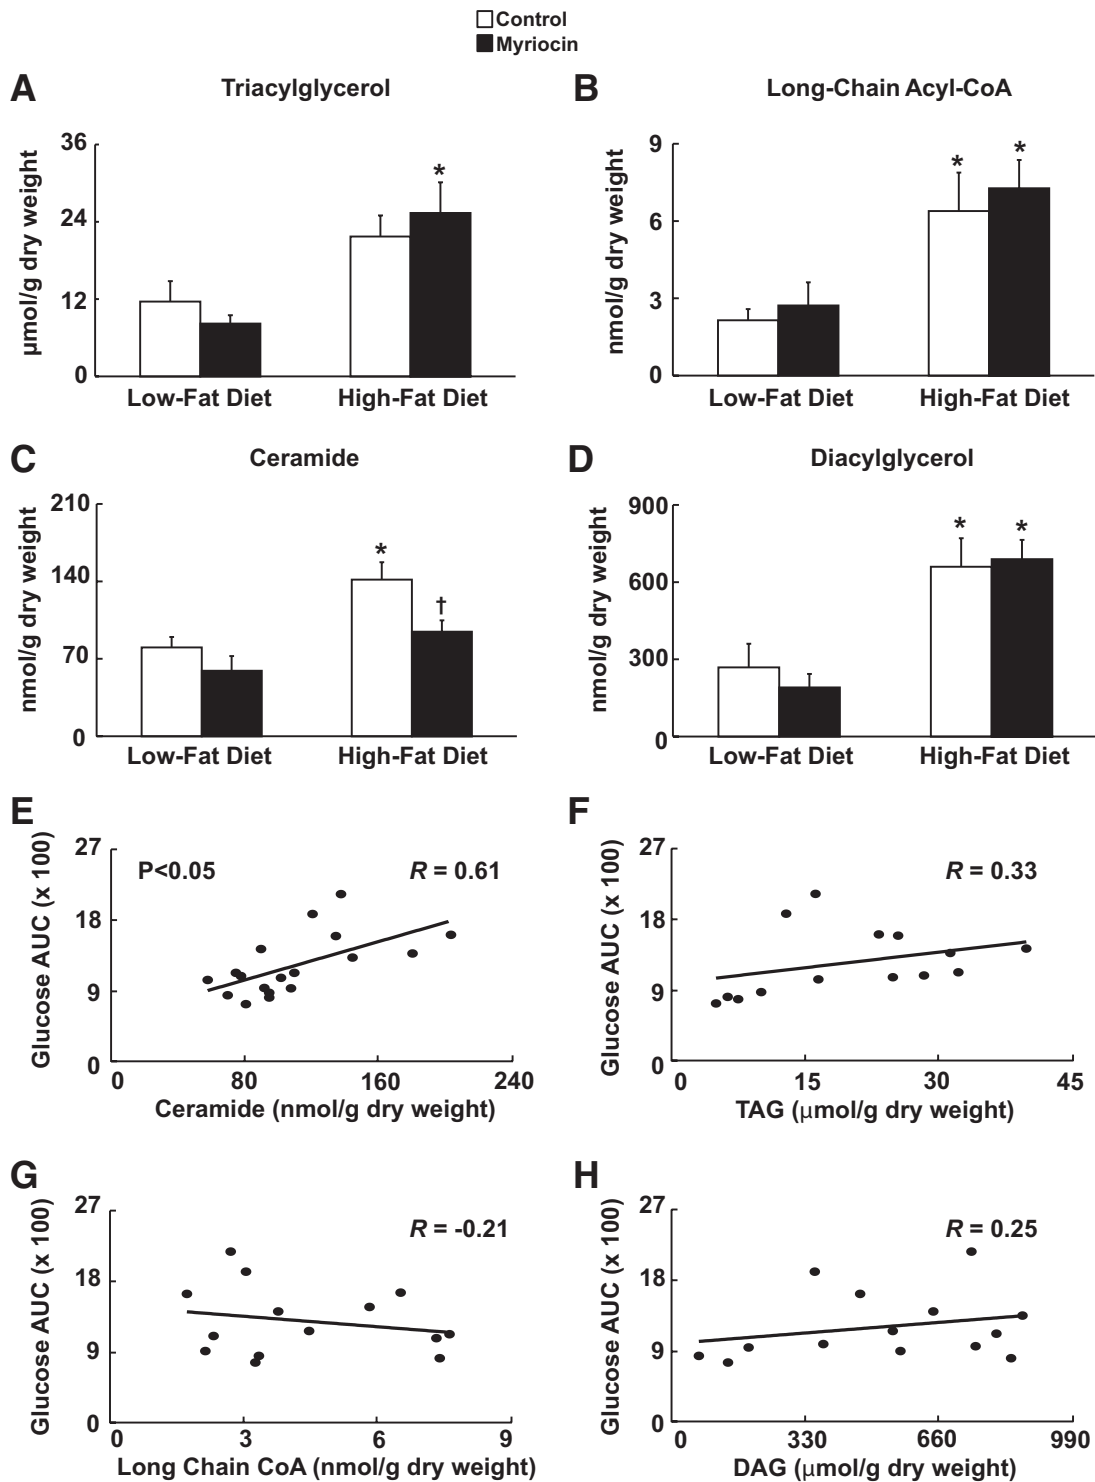 Control
Myriocin
A
Triacylglycerol
µmol/g dry weight
36
24
12
0
*
Low-Fat Diet
High-Fat Diet
B
Long-Chain Acyl-CoA
nmol/g dry weight
9
6
3
0
*
*
Low-Fat Diet
High-Fat Diet
C
Ceramide
nmol/g dry weight
210
140
70
0
*
†
Low-Fat Diet
High-Fat Diet
D
Diacylglycerol
nmol/g dry weight
900
600
300
0
*
*
Low-Fat Diet
High-Fat Diet
E
Glucose AUC (x 100)
27
18
9
0
P<0.05
R = 0.61
0
80
160
240
Ceramide (nmol/g dry weight)
F
Glucose AUC (x 100)
27
18
9
0
R = 0.33
0
15
30
45
TAG (µmol/g dry weight)
G
Glucose AUC (x 100)
27
18
9
0
R = -0.21
0
3
6
9
Long Chain CoA (nmol/g dry weight)
H
Glucose AUC (x 100)
27
18
9
0
R = 0.25
0
330
660
990
DAG (µmol/g dry weight)